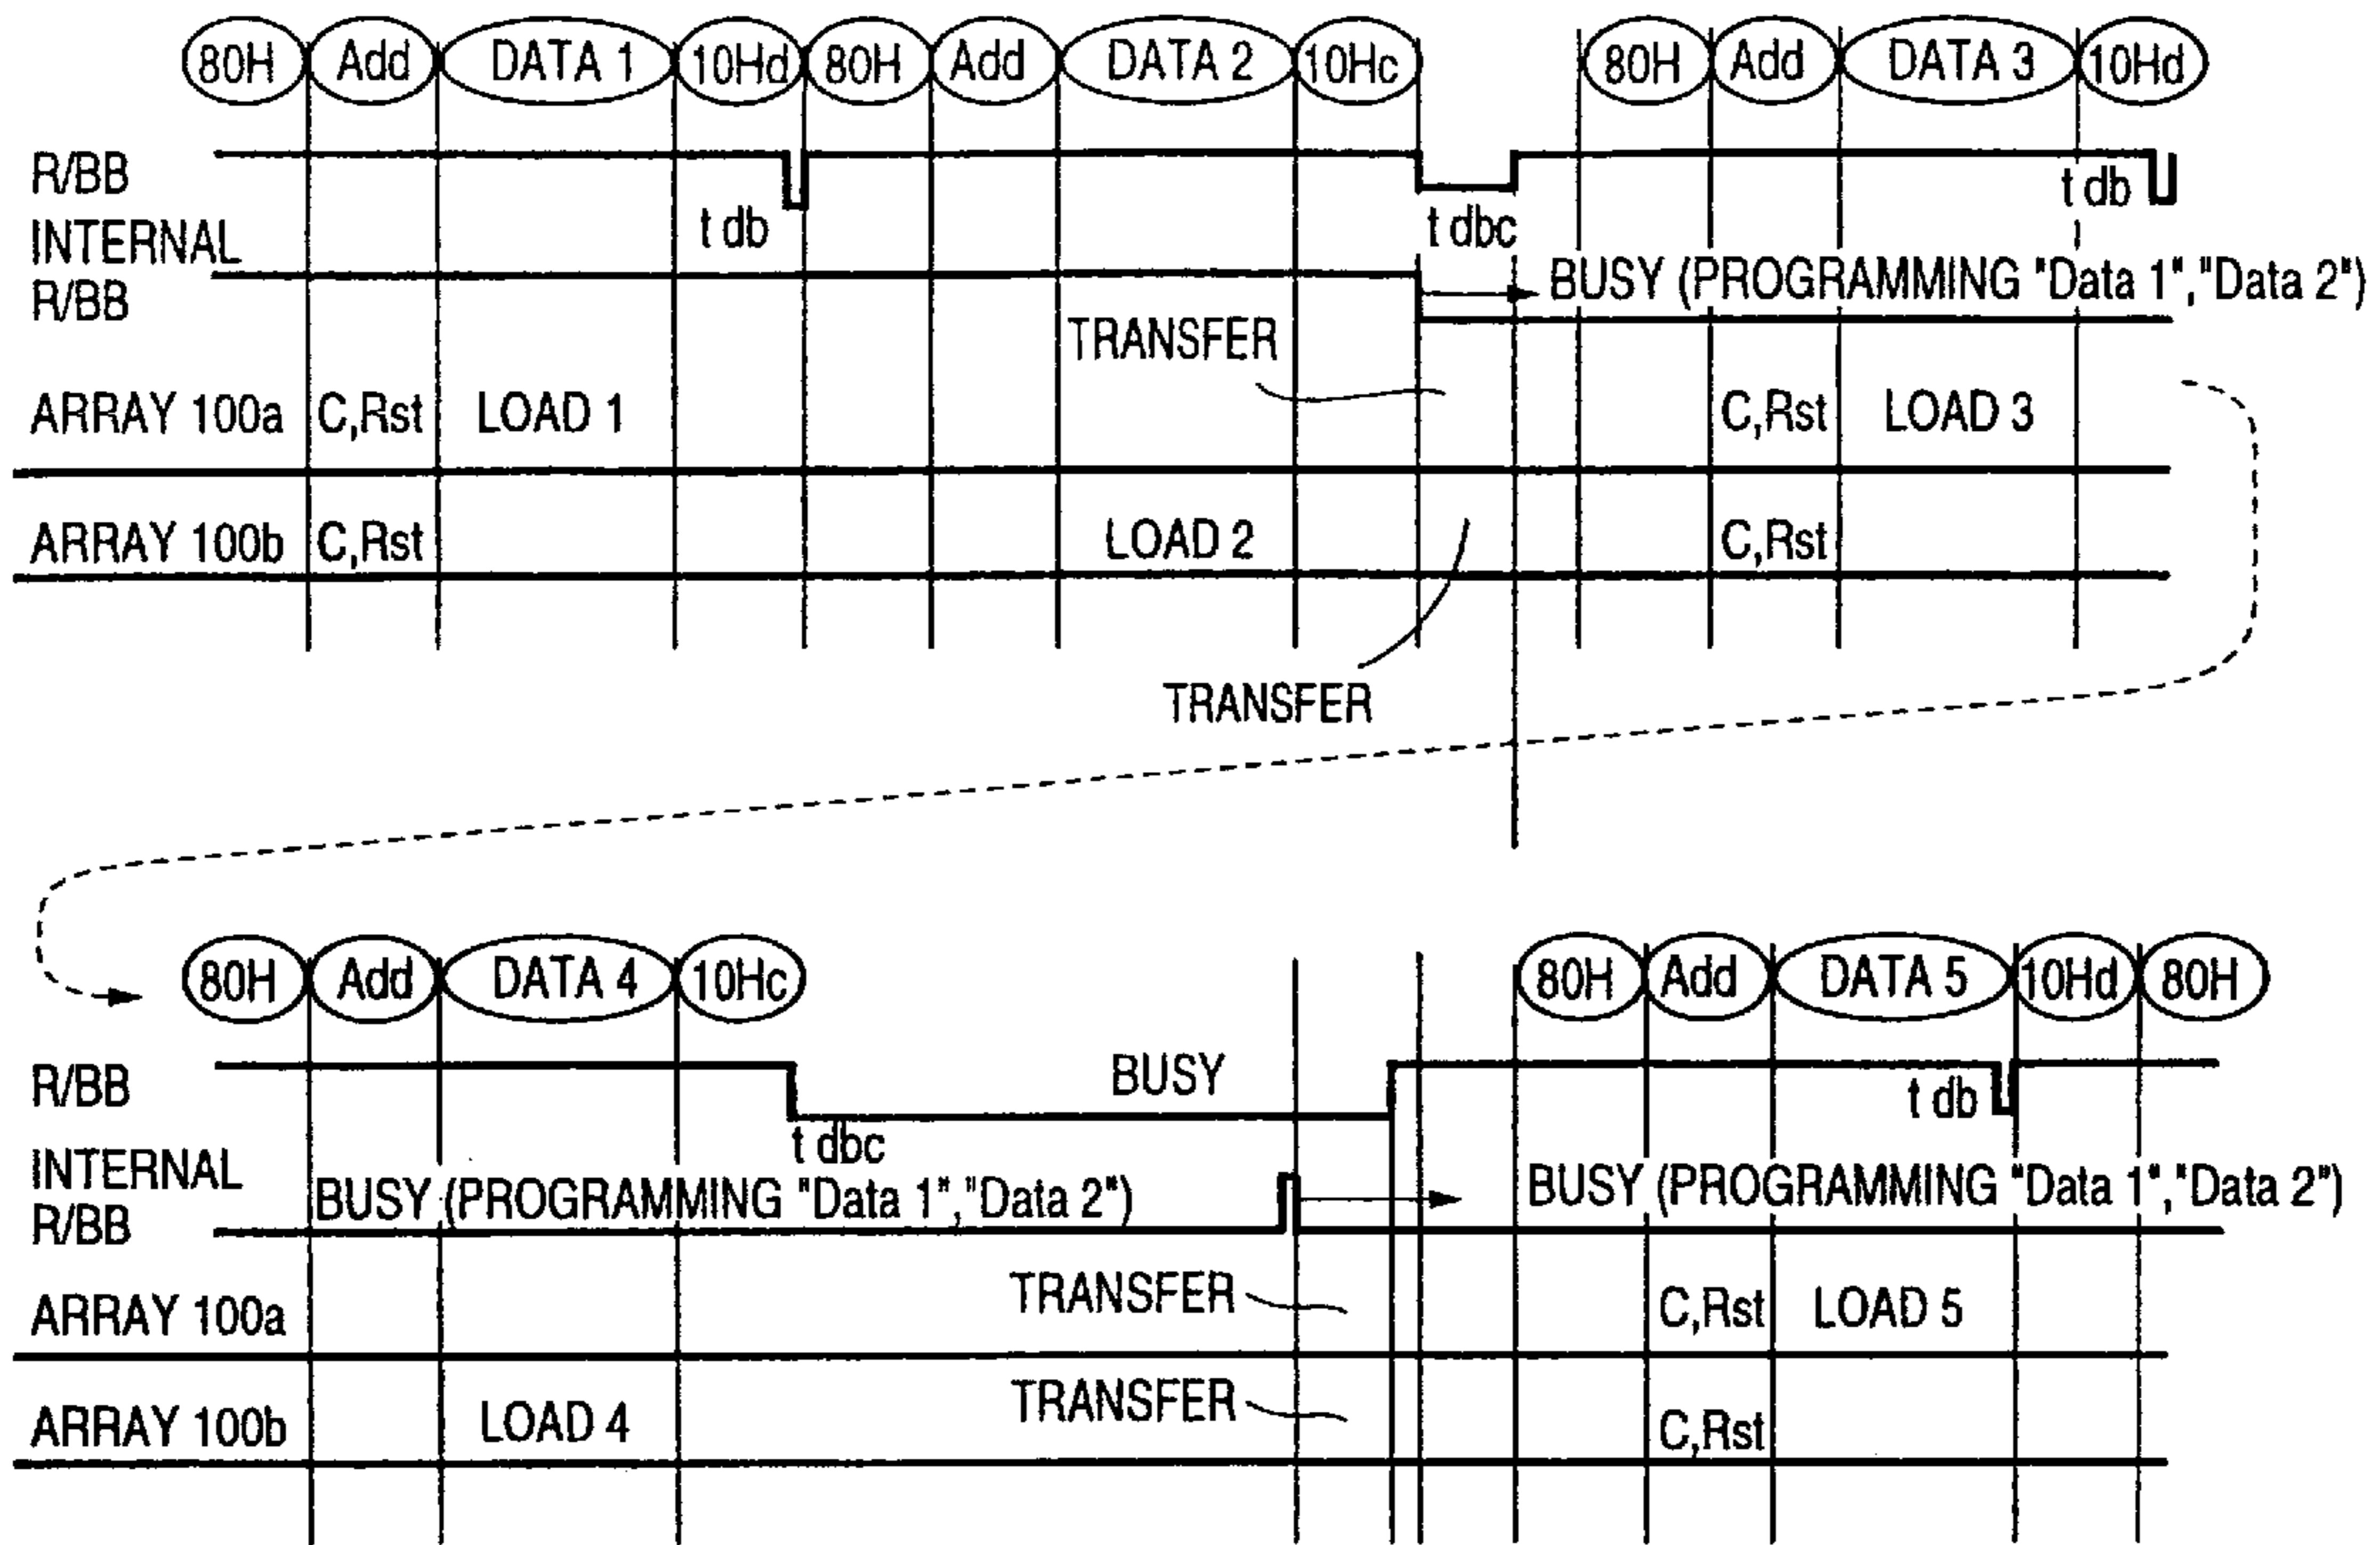 80H Add DATA 1 10Hd 80H Add DATA 2 10Hc 80H Add DATA 3 10Hd
R/BB
t db
t dbc
t db
INTERNAL
R/BB
BUSY (PROGRAMMING "Data 1","Data 2")
TRANSFER
ARRAY 100a C,Rst LOAD 1 C,Rst LOAD 3
ARRAY 100b C,Rst LOAD 2 C,Rst
TRANSFER
80H Add DATA 4 10Hc 80H Add DATA 5 10Hd 80H
R/BB
BUSY
t db
t dbc
INTERNAL
R/BB
BUSY (PROGRAMMING "Data 1","Data 2") BUSY (PROGRAMMING "Data 1","Data 2")
TRANSFER
ARRAY 100a C,Rst LOAD 5
TRANSFER
ARRAY 100b LOAD 4 C,Rst